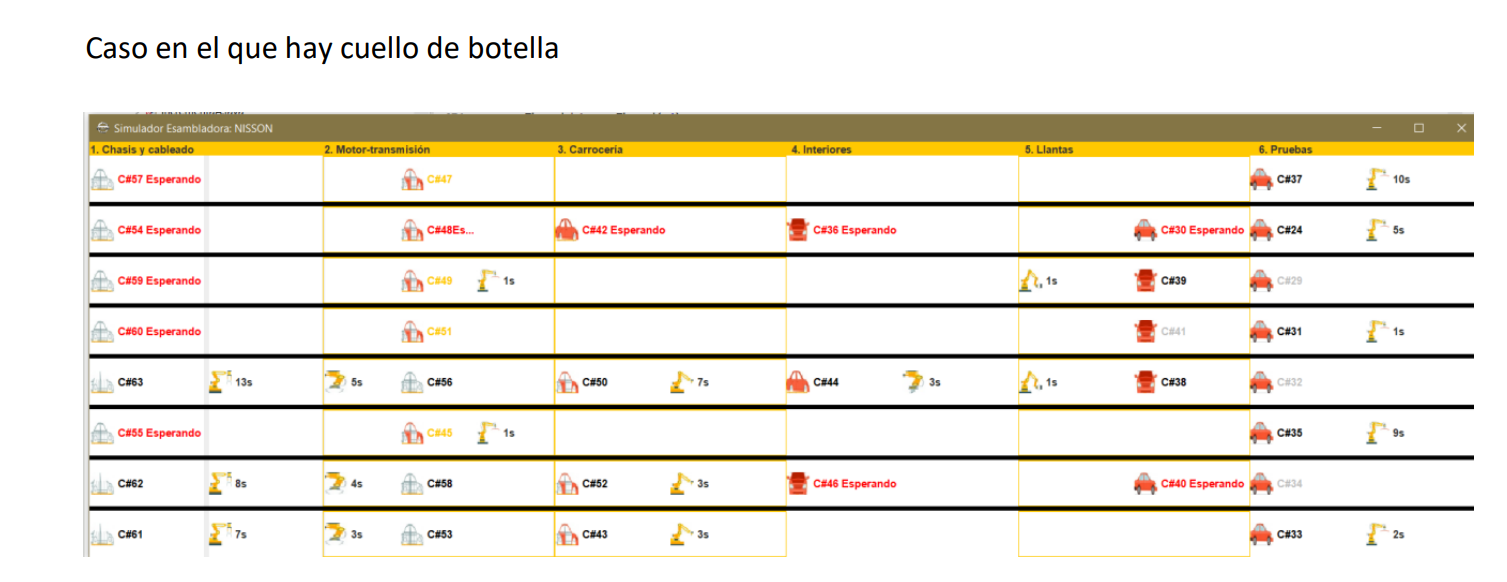 Caso en el que hay cuello de botella
Simulador Esambladora: NISSON
1. Chasis y cableado 2. Motor-transmisión 3. Carrocería 4. Interiores 5. Llantas 6. Pruebas
C#57 Esperando C#47 C#37 10s
C#54 Esperando C#48Es... C#42 Esperando C#36 Esperando C#30 Esperando C#24 5s
C#59 Esperando C#49 1s 1s C#39 C#29
C#60 Esperando C#51 C#41 C#31 1s
C#63 13s 5s C#56 C#50 7s C#44 3s 1s C#38 C#32
C#55 Esperando C#45 1s C#35 9s
C#62 8s 4s C#58 C#52 3s C#46 Esperando C#40 Esperando C#34
C#61 7s 3s C#53 C#43 3s C#33 2s